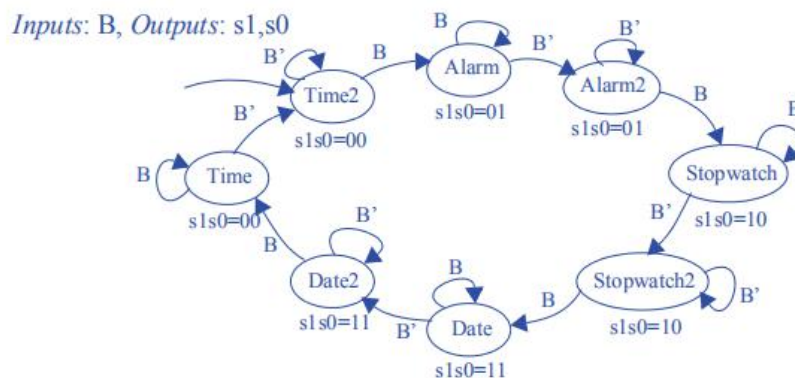 Inputs: B, Outputs: s1,s0
B'
B
B
B'
B'
Time2
Alarm
Alarm2
s1s0=00
s1s0=01
s1s0=01
B
B
B'
B
Time
Stopwatch
s1s0=00
s1s0=10
B'
B
B'
Date2
s1s0=11
B
B'
Date
s1s0=11
B
Stopwatch2
s1s0=10
B'